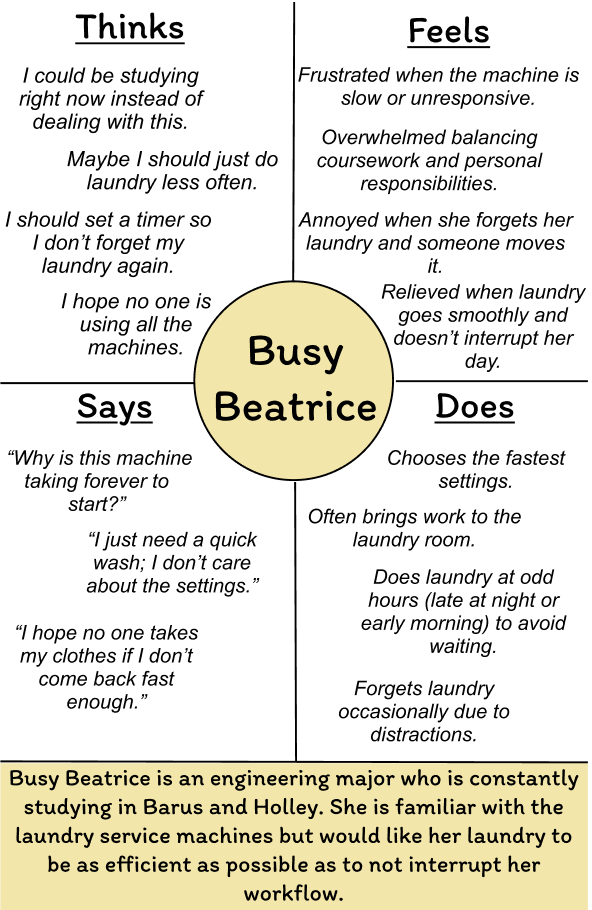 Thinks
I could be studying
right now instead of
dealing with this.
Maybe I should just do
laundry less often.
I should set a timer so
I don’t forget my
laundry again.
I hope no one is
using all the
machines.
Feels
Frustrated when the machine is
slow or unresponsive.
Overwhelmed balancing
coursework and personal
responsibilities.
Annoyed when she forgets her
laundry and someone moves
it.
Relieved when laundry
goes smoothly and
doesn’t interrupt her
day.
Busy
Beatrice
Says
“Why is this machine
taking forever to
start?”
“I just need a quick
wash; I don’t care
about the settings.”
“I hope no one takes
my clothes if I don’t
come back fast
enough.”
Does
Chooses the fastest
settings.
Often brings work to the
laundry room.
Does laundry at odd
hours (late at night or
early morning) to avoid
waiting.
Forgets laundry
occasionally due to
distractions.
Busy Beatrice is an engineering major who is constantly
studying in Barus and Holley. She is familiar with the
laundry service machines but would like her laundry to
be as efficient as possible as to not interrupt her
workflow.